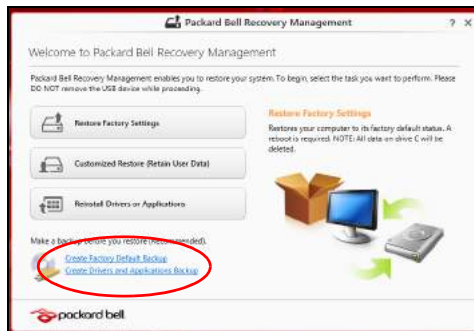 Packard Bell Recovery Management
? X
Welcome to Packard Bell Recovery Management
Packard Bell Recovery Management enables you to restore your system. To begin, select the task you want to perform. Please
DO NOT remove the USB device while proceeding.
Restore Factory Settings
Customized Restore (Retain User Data)
Reinstall Drivers or Applications
Restore Factory Settings
Restores your computer to its factory default status. A
reboot is required. NOTE: All data on drive C will be
deleted.
Make a backup before you restore (Recommended).
Create Factory Default Backup
Create Drivers and Applications Backup
packard bell